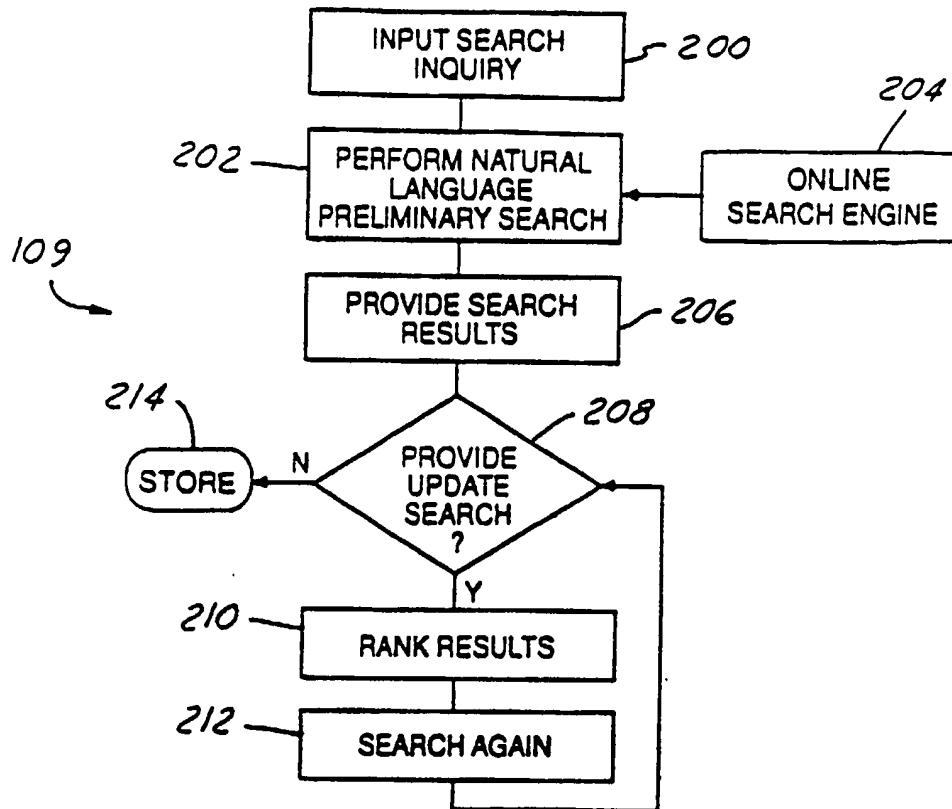 INPUT SEARCH
INQUIRY
200
204
202
PERFORM NATURAL
LANGUAGE
PRELIMINARY SEARCH
ONLINE
SEARCH ENGINE
109
PROVIDE SEARCH
RESULTS
206
214
208
STORE
N
PROVIDE
UPDATE
SEARCH
?
Y
210
RANK RESULTS
212
SEARCH AGAIN